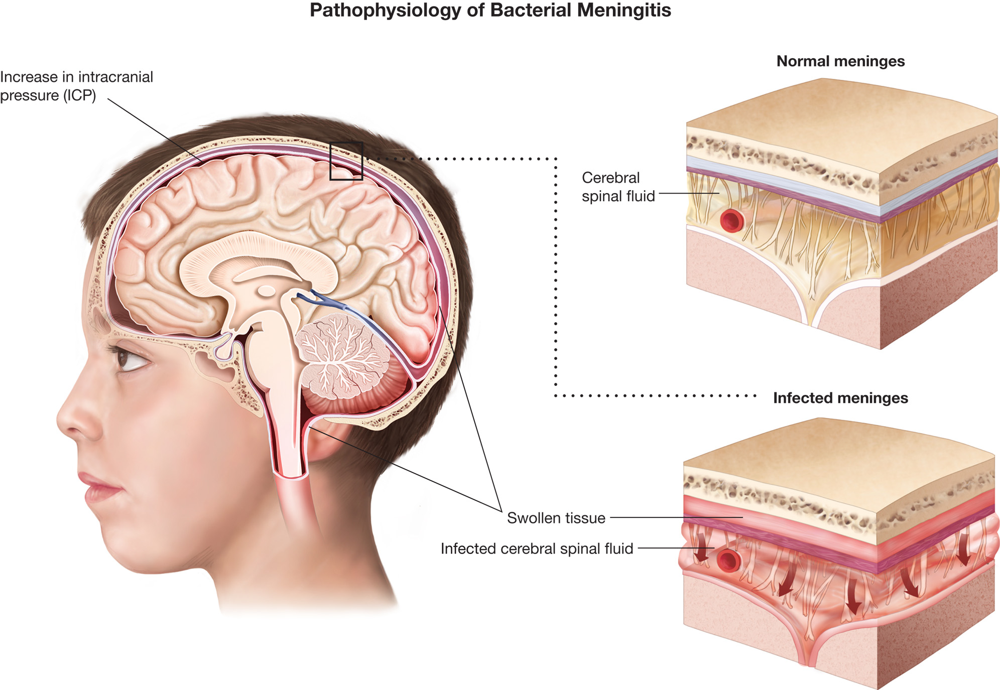 Pathophysiology of Bacterial Meningitis
Increase in intracranial
pressure (ICP)
Normal meninges
Cerebral
spinal fluid
Infected meninges
Swollen tissue
Infected cerebral spinal fluid